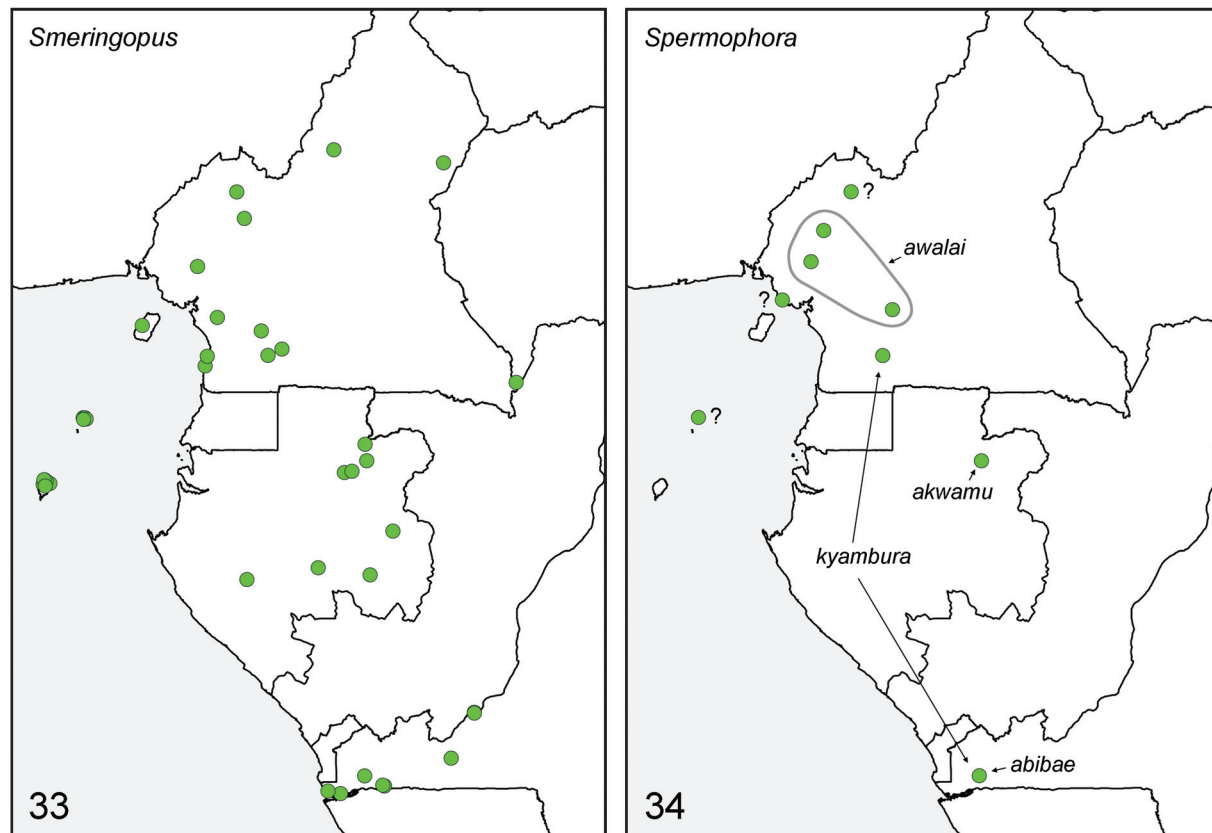 Smeringopus
33
Spermophora
?
awalai
?
?
akwamu
kyambura
abibae
34